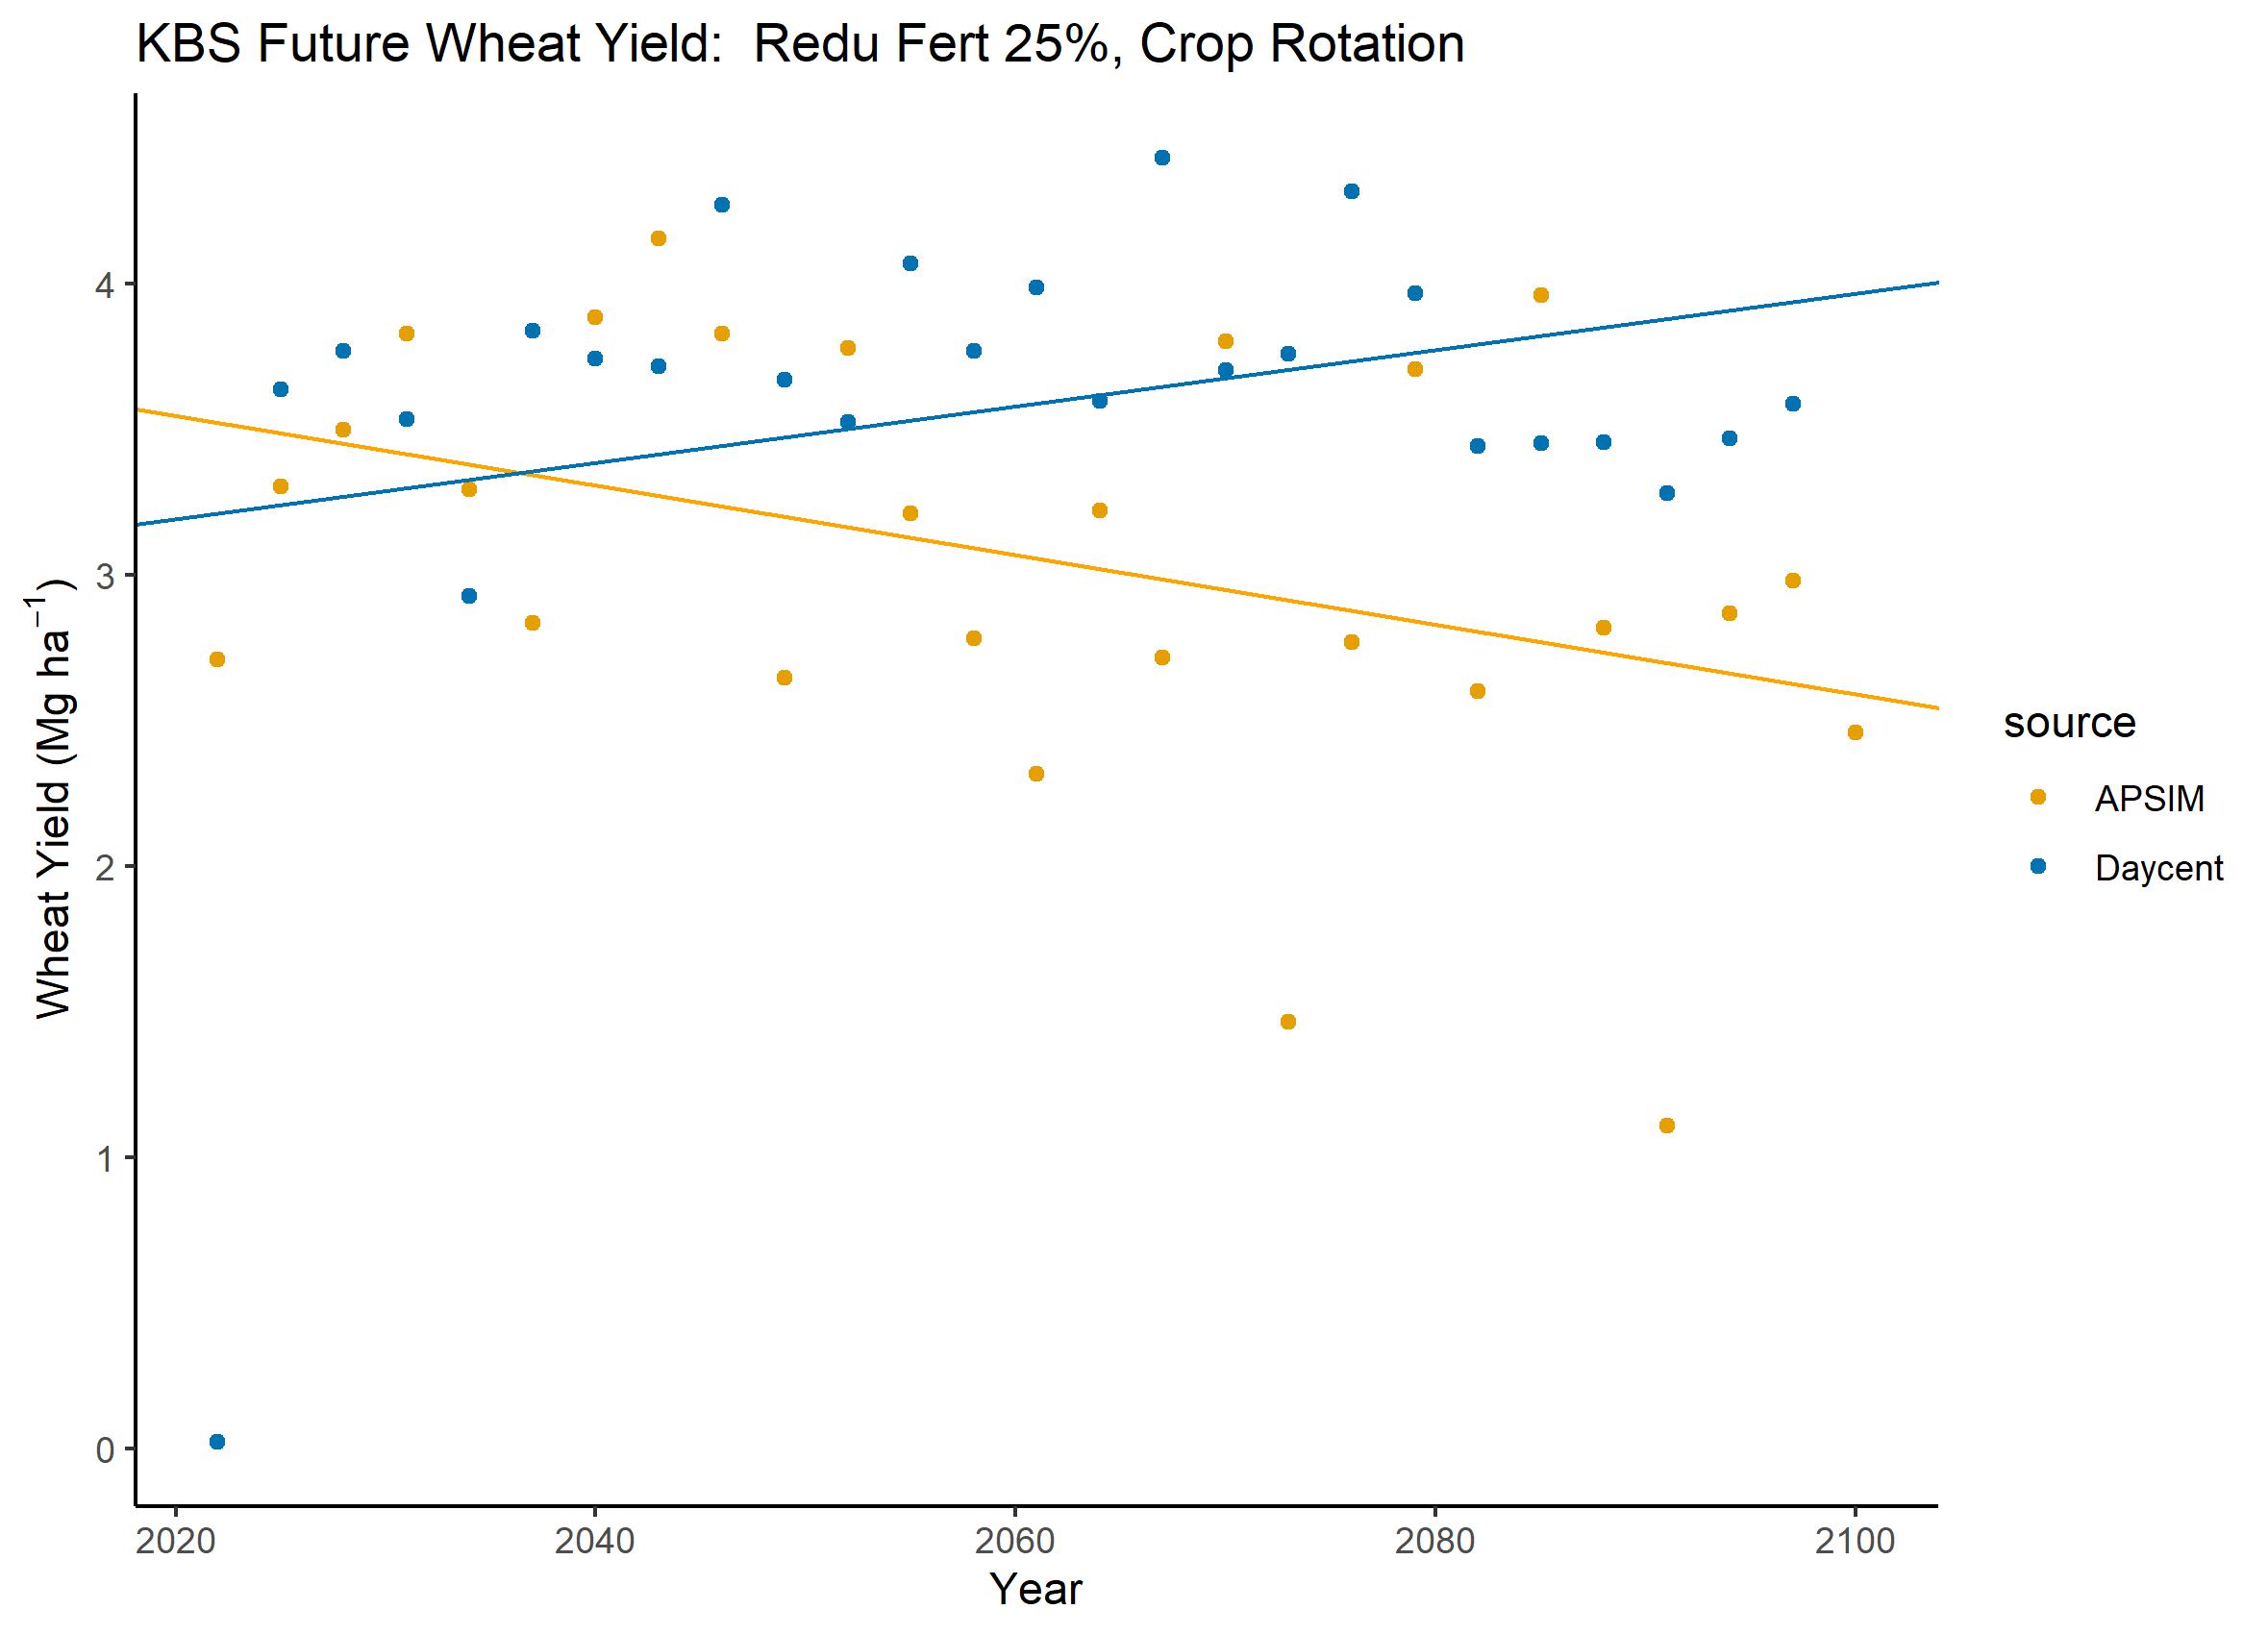 KBS Future Wheat Yield:  Redu Fert 25%, Crop Rotation
Wheat Yield (Mg ha⁻¹)
4
3
2
1
0
2020 2040 2060 2080 2100
Year
source
APSIM
Daycent